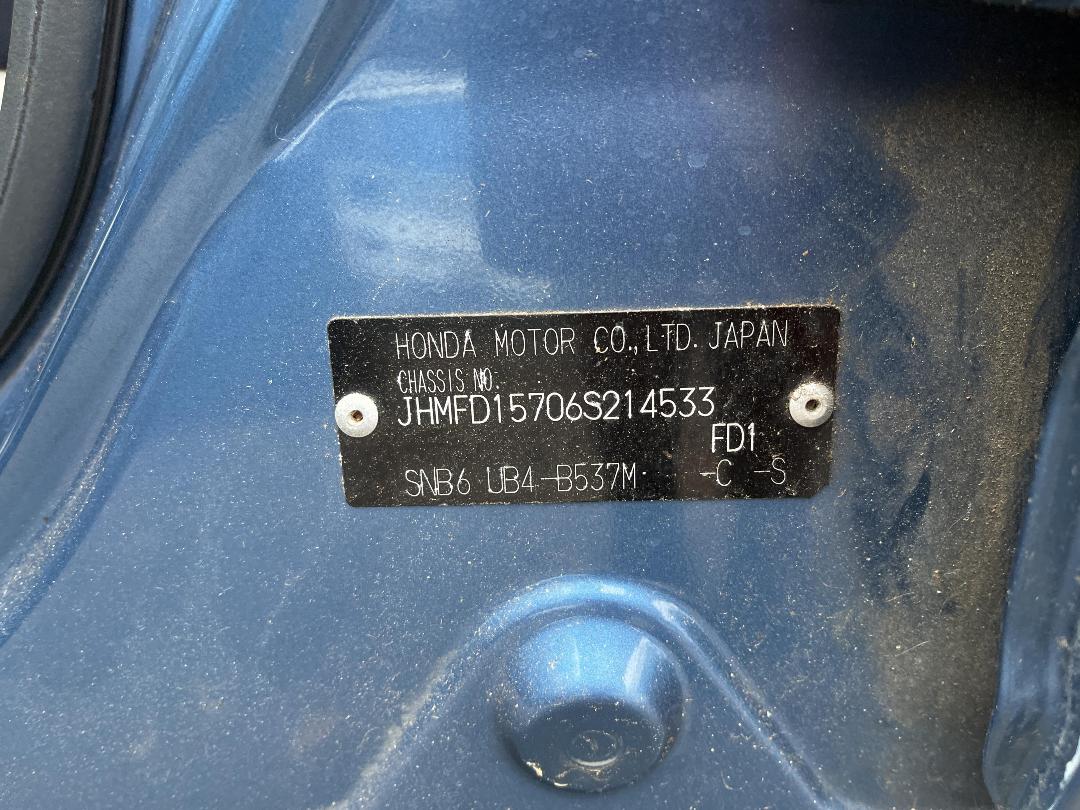 HONDA MOTOR CO.,LTD. JAPAN
CHASSIS NO.
JHMFD15706S214533
FD1
SNB6 UB4-B537M -C -S